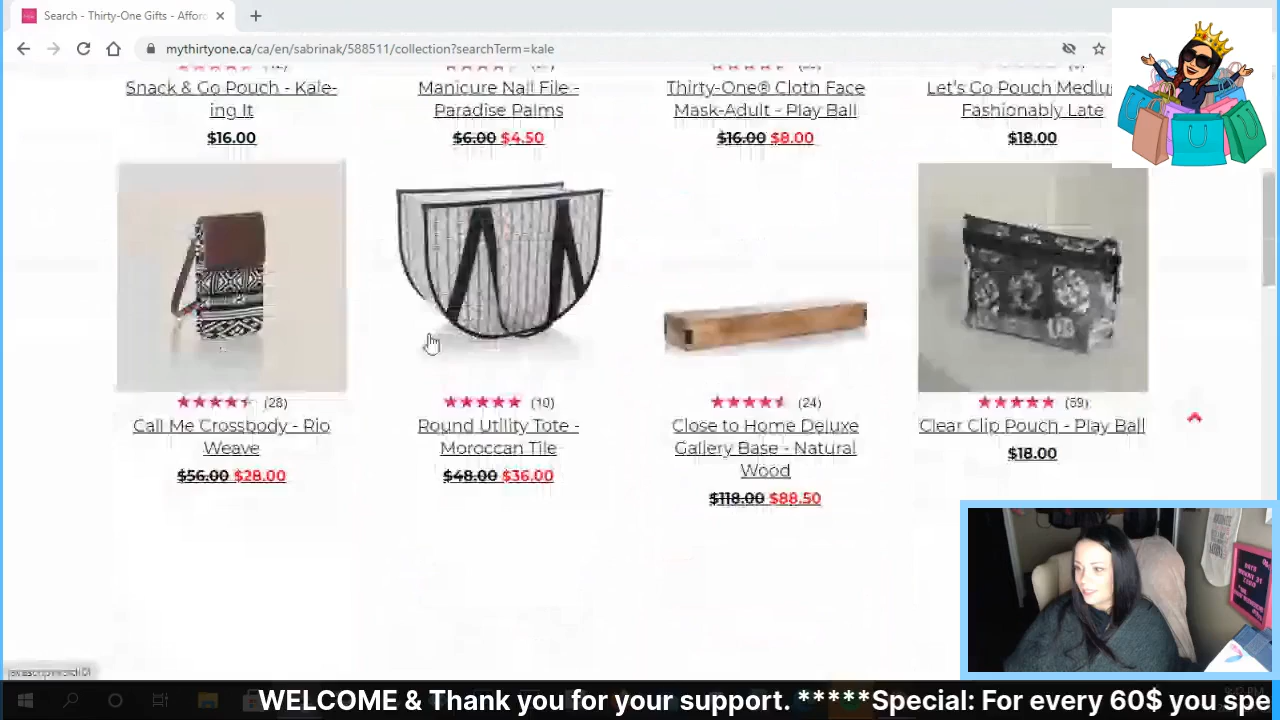 Search - Thirty-One Gifts - Affor
mythirtyone.ca/ca/en/sabrinak/588511/collection?searchTerm=kale
Snack & Go Pouch - Kale-
ing It
$16.00
Manicure Nail File -
Paradise Palms
$6.00 $4.50
Thirty-One® Cloth Face
Mask-Adult - Play Ball
$16.00 $8.00
Let's Go Pouch Mediu
Fashionably Late
$18.00
(28)
Call Me Crossbody - Rio
Weave
$56.00 $28.00
(10)
Round Utility Tote -
Moroccan Tile
$48.00 $36.00
(24)
Close to Home Deluxe
Gallery Base - Natural
Wood
$118.00 $88.50
(59)
Clear Clip Pouch - Play Ball
$18.00
WELCOME & Thank you for your support. *****Special: For every 60$ you spe